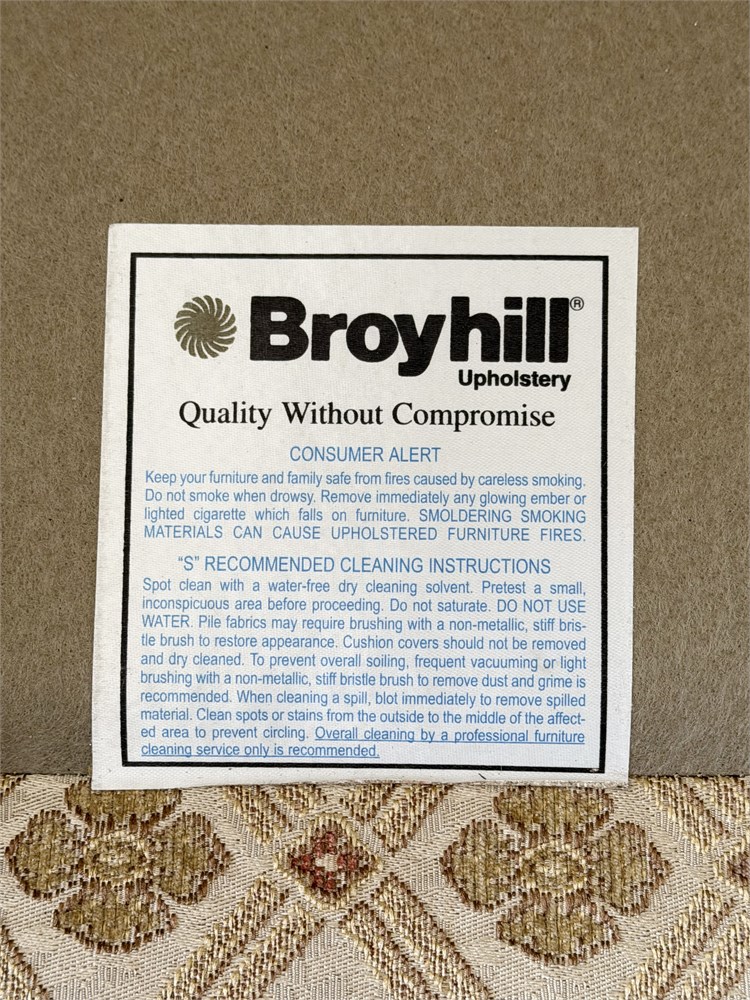 Broyhill®
Upholstery
Quality Without Compromise
CONSUMER ALERT
Keep your furniture and family safe from fires caused by careless smoking.
Do not smoke when drowsy. Remove immediately any glowing ember or
lighted cigarette which falls on furniture. SMOLDERING SMOKING
MATERIALS CAN CAUSE UPHOLSTERED FURNITURE FIRES.
“S” RECOMMENDED CLEANING INSTRUCTIONS
Spot clean with a water-free dry cleaning solvent. Pretest a small,
inconspicuous area before proceeding. Do not saturate. DO NOT USE
WATER. Pile fabrics may require brushing with a non-metallic, stiff bris-
tle brush to restore appearance. Cushion covers should not be removed
and dry cleaned. To prevent overall soiling, frequent vacuuming or light
brushing with a non-metallic, stiff bristle brush to remove dust and grime is
recommended. When cleaning a spill, blot immediately to remove spilled
material. Clean spots or stains from the outside to the middle of the affect-
ed area to prevent circling. Overall cleaning by a professional furniture
cleaning service only is recommended.